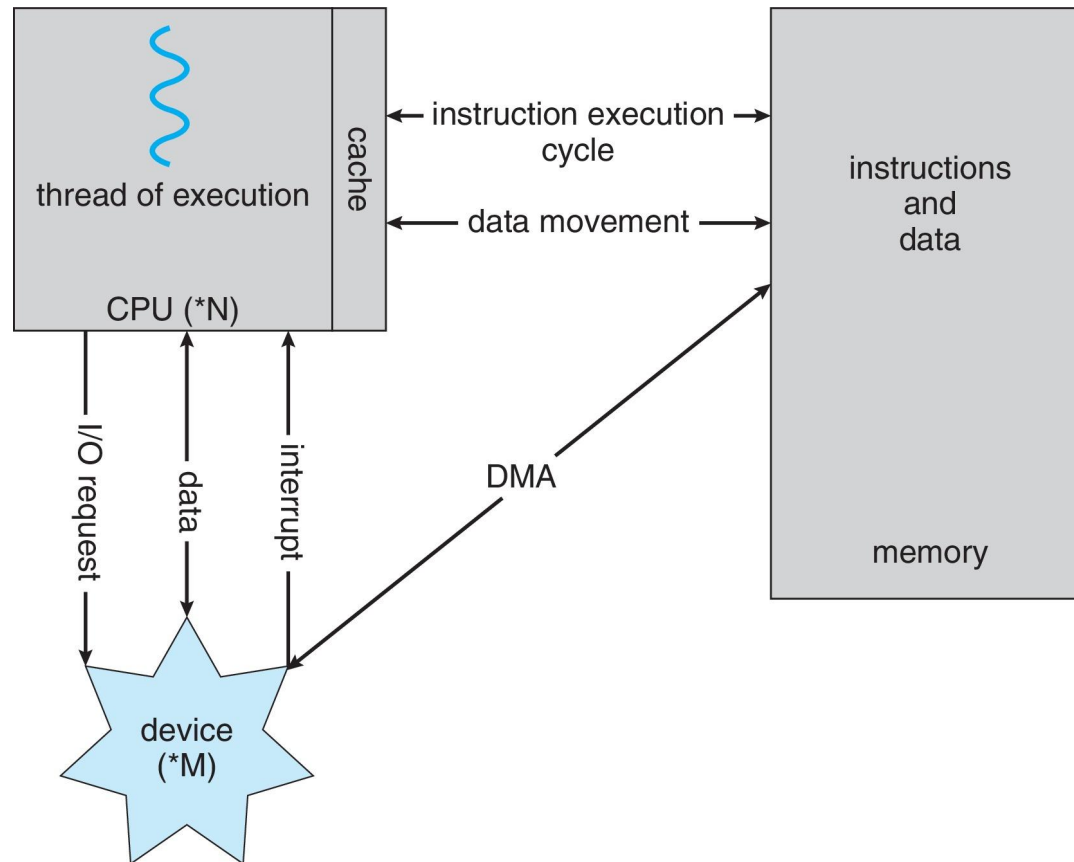 thread of execution
CPU (*N)
cache
instruction execution
cycle
data movement
instructions
and
data
memory
I/O request
data
interrupt
DMA
device
(*M)